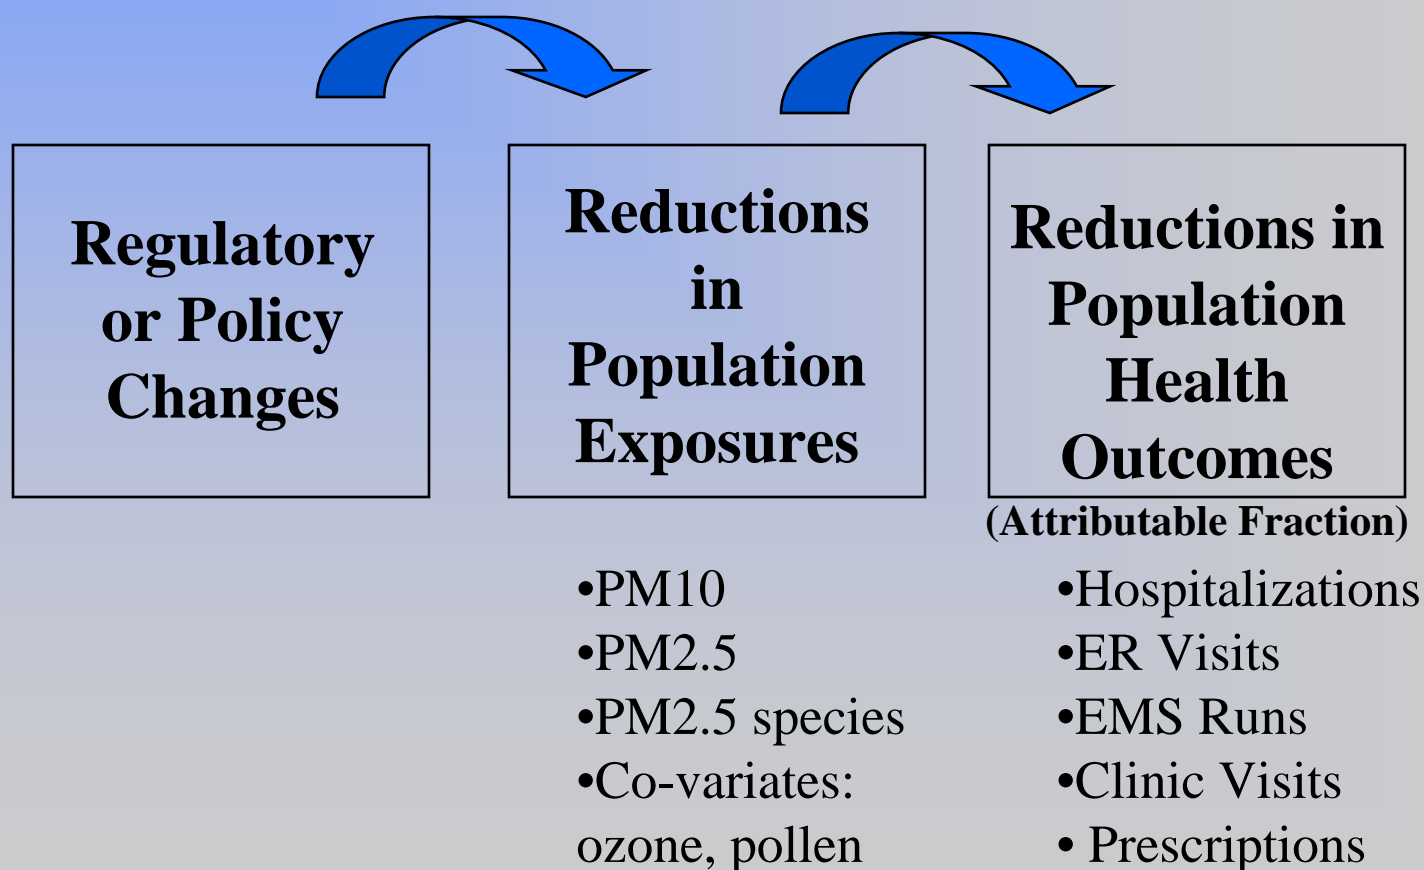 Regulatory
or Policy
Changes
Reductions
in
Population
Exposures
Reductions in
Population
Health
Outcomes
(Attributable Fraction)
•PM10
•PM2.5
•PM2.5 species
•Co-variates:
ozone, pollen
•Hospitalizations
•ER Visits
•EMS Runs
•Clinic Visits
• Prescriptions